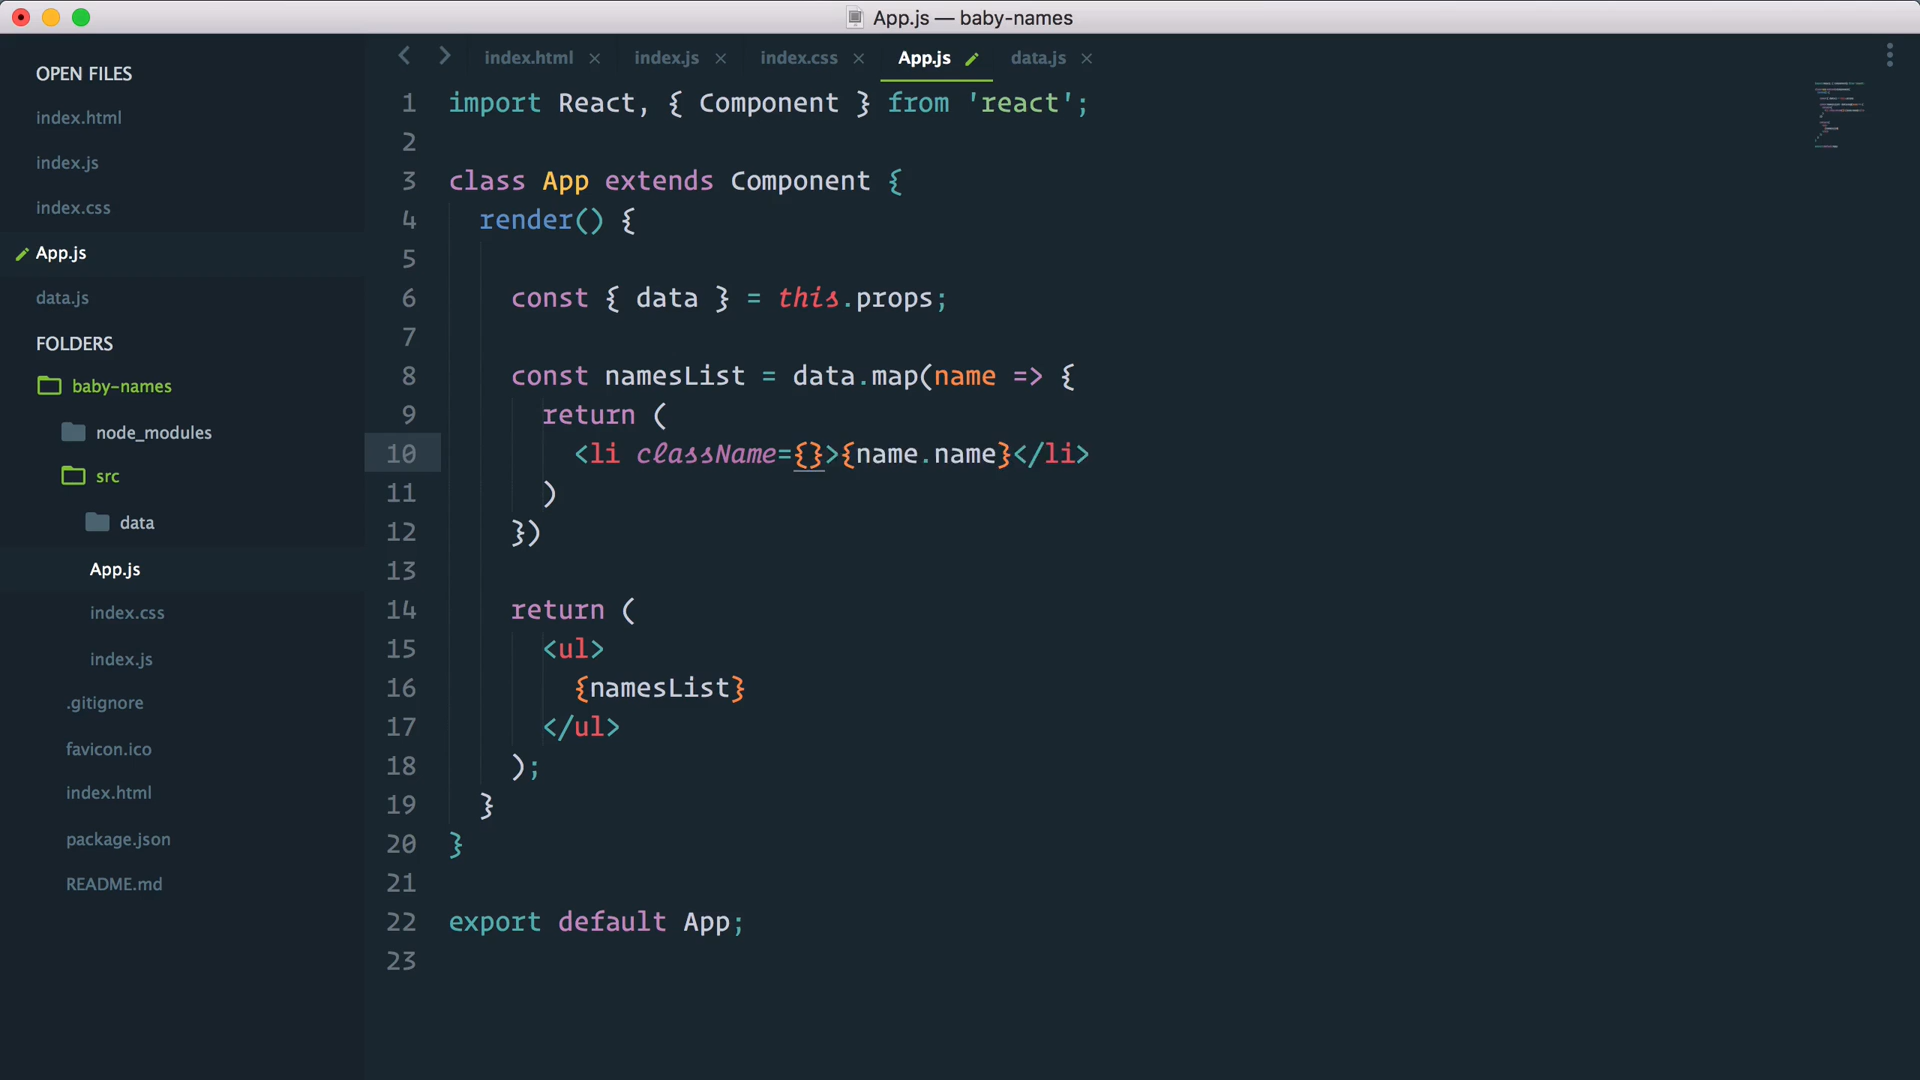 App.js — baby-names
OPEN FILES
index.html
index.js
index.css
App.js
data.js
FOLDERS
baby-names
node_modules
src
data
App.js
index.css
index.js
.gitignore
favicon.ico
index.html
package.json
README.md
index.html × index.js × index.css × App.js data.js ×
1 import React, { Component } from 'react';
2
3 class App extends Component {
4 render() {
5
6 const { data } = this.props;
7
8 const namesList = data.map(name => {
9 return (
10 <li className={}>{name.name}</li>
11 )
12 })
13
14 return (
15 <ul>
16 {namesList}
17 </ul>
18 );
19 }
20 }
21
22 export default App;
23